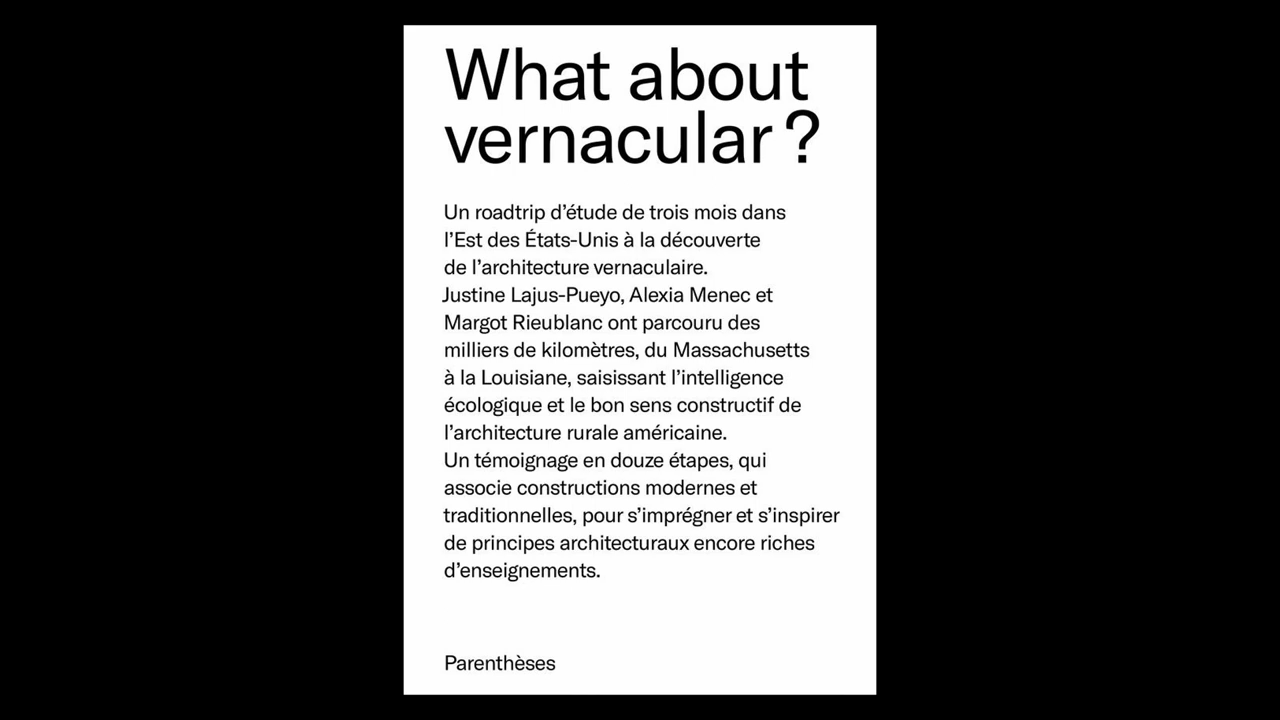 What about
vernacular ?
Un roadtrip d’étude de trois mois dans
l’Est des États-Unis à la découverte
de l’architecture vernaculaire.
Justine Lajus-Pueyo, Alexia Menec et
Margot Rieublanc ont parcouru des
milliers de kilomètres, du Massachusetts
à la Louisiane, saisissant l’intelligence
écologique et le bon sens constructif de
l’architecture rurale américaine.
Un témoignage en douze étapes, qui
associe constructions modernes et
traditionnelles, pour s’imprégner et s’inspirer
de principes architecturaux encore riches
d’enseignements.
Parenthèses